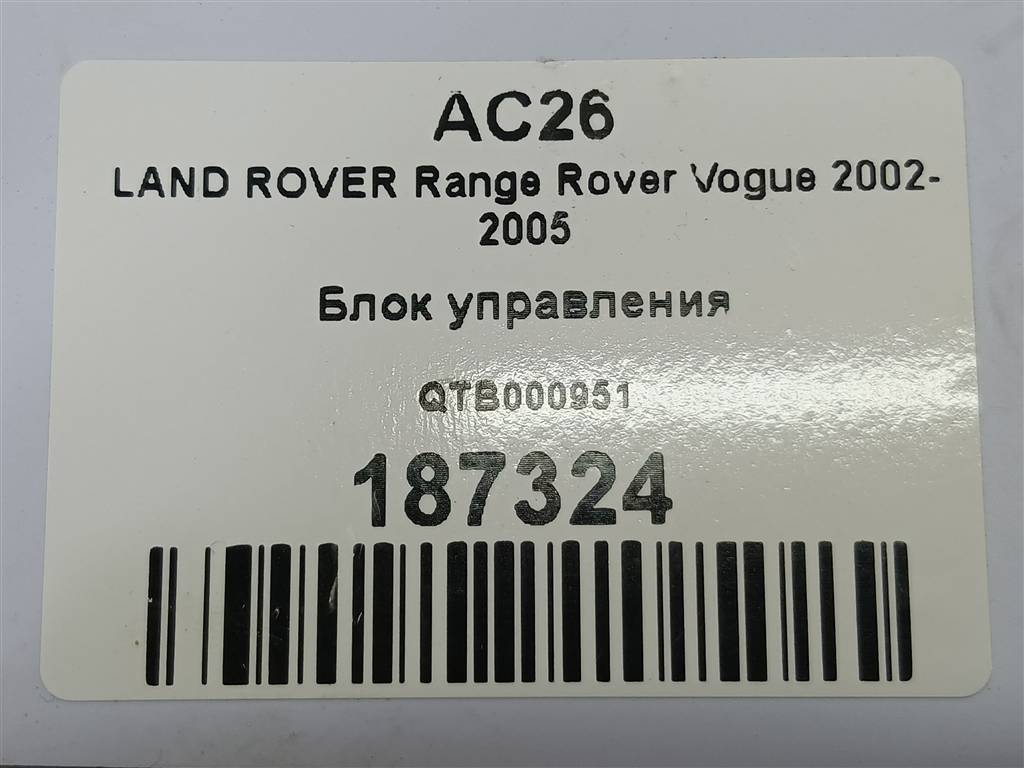 AC26
LAND ROVER Range Rover Vogue 2002-
2005
Блок управления
QTB000951
187324